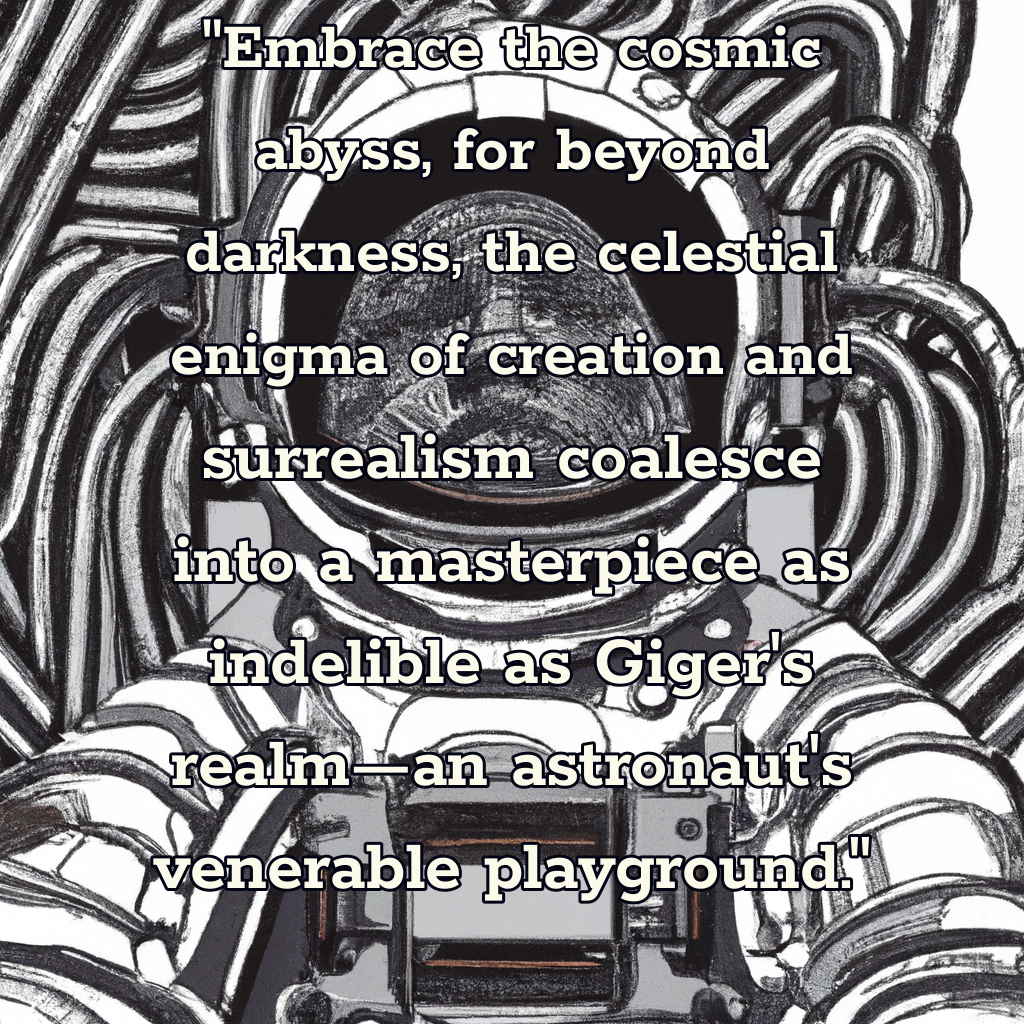 "Embrace the cosmic
abyss, for beyond
darkness, the celestial
enigma of creation and
surrealism coalesce
into a masterpiece as
indelible as Giger's
realm—an astronaut's
venerable playground."